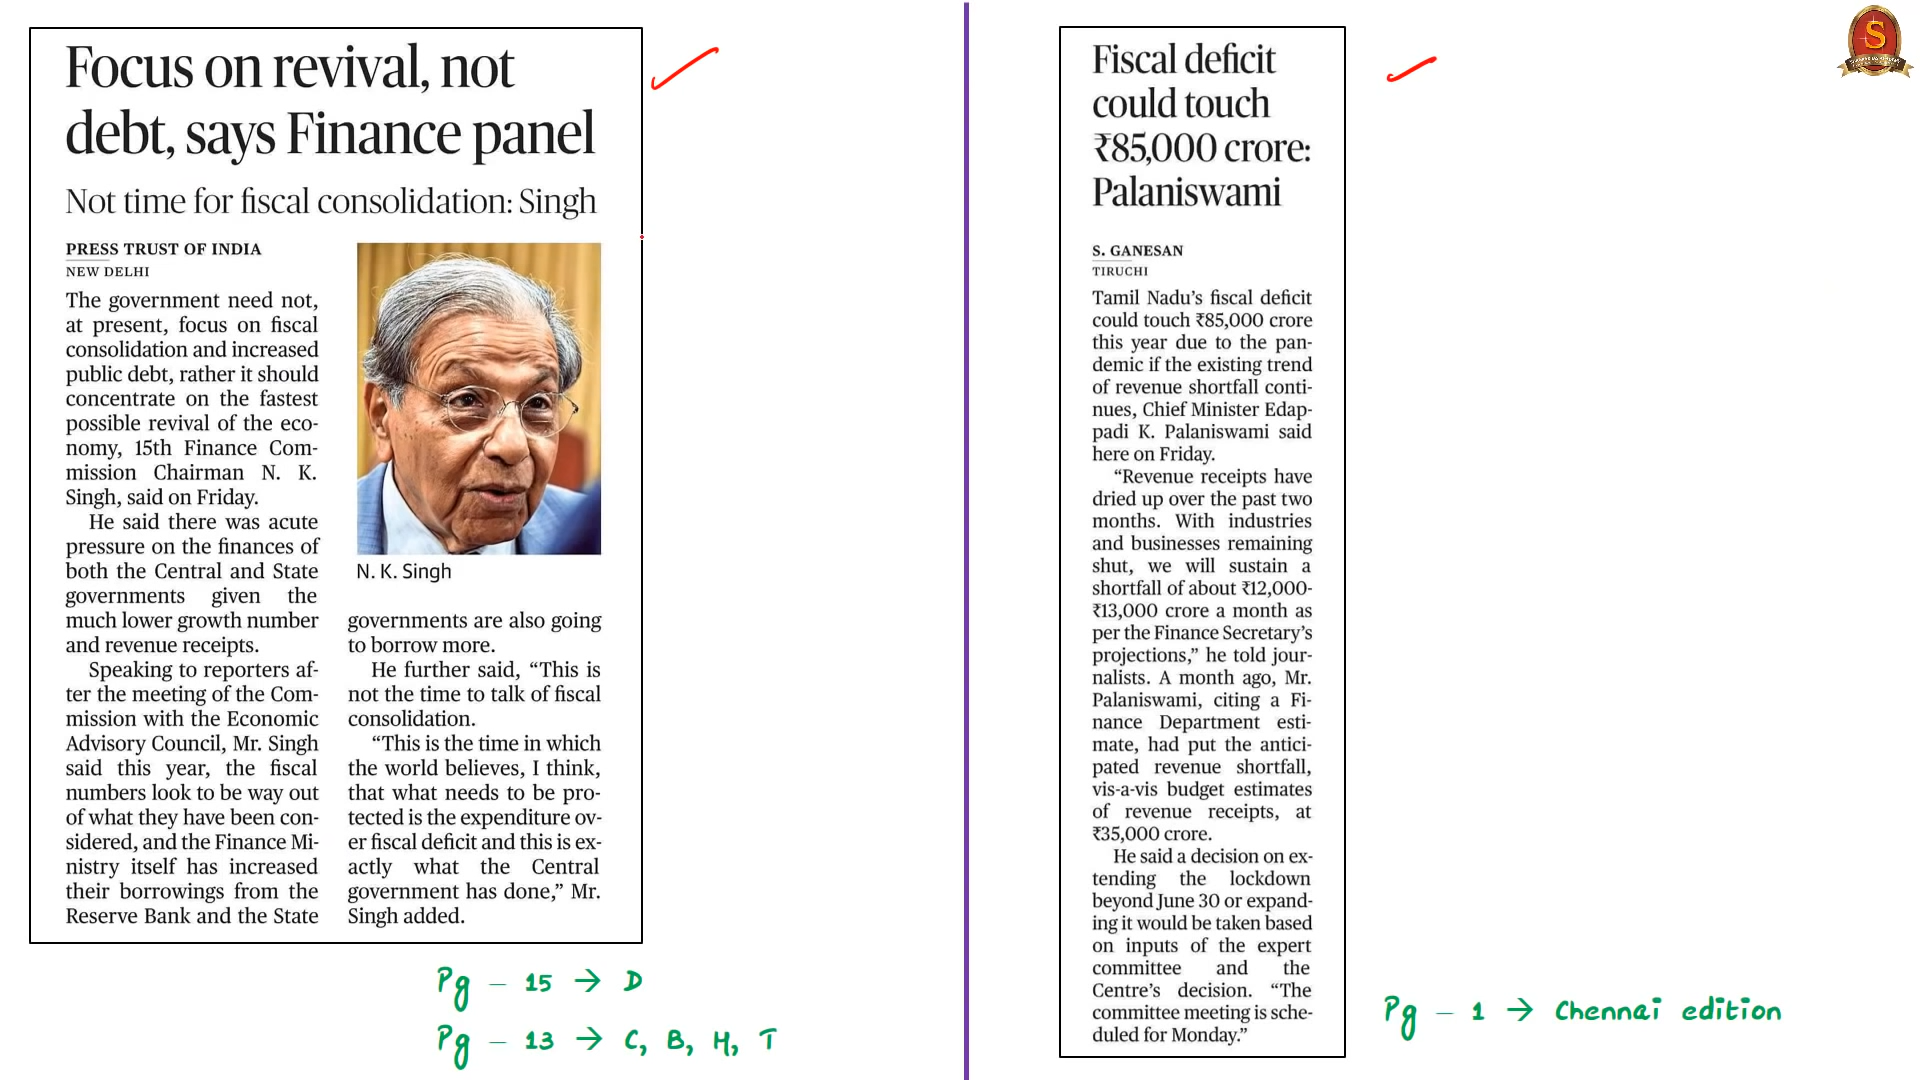 Focus on revival, not
debt, says Finance panel
Not time for fiscal consolidation: Singh
PRESS TRUST OF INDIA
NEW DELHI
The government need not,
at present, focus on fiscal
consolidation and increased
public debt, rather it should
concentrate on the fastest
possible revival of the eco-
nomy, 15th Finance Com-
mission Chairman N. K.
Singh, said on Friday.
He said there was acute
pressure on the finances of
both the Central and State
governments given the
much lower growth number
and revenue receipts.
Speaking to reporters af-
ter the meeting of the Com-
mission with the Economic
Advisory Council, Mr. Singh
said this year, the fiscal
numbers look to be way out
of what they have been con-
sidered, and the Finance Mi-
nistry itself has increased
their borrowings from the
Reserve Bank and the State
N. K. Singh
governments are also going
to borrow more.
He further said, “This is
not the time to talk of fiscal
consolidation.
“This is the time in which
the world believes, I think,
that what needs to be pro-
tected is the expenditure ov-
er fiscal deficit and this is ex-
actly what the Central
government has done,” Mr.
Singh added.
Pg – 15 → D
Pg – 13 → C, B, H, T
Fiscal deficit
could touch
₹85,000 crore:
Palaniswami
S. GANESAN
TIRUCHI
Tamil Nadu’s fiscal deficit
could touch ₹85,000 crore
this year due to the pan-
demic if the existing trend
of revenue shortfall conti-
nues, Chief Minister Edap-
padi K. Palaniswami said
here on Friday.
“Revenue receipts have
dried up over the past two
months. With industries
and businesses remaining
shut, we will sustain a
shortfall of about ₹12,000-
₹13,000 crore a month as
per the Finance Secretary’s
projections,” he told jour-
nalists. A month ago, Mr.
Palaniswami, citing a Fi-
nance Department esti-
mate, had put the antici-
pated revenue shortfall,
vis-a-vis budget estimates
of revenue receipts, at
₹35,000 crore.
He said a decision on ex-
tending the lockdown
beyond June 30 or expand-
ing it would be taken based
on inputs of the expert
committee and the
Centre’s decision. “The
committee meeting is sche-
duled for Monday.”
Pg – 1 → Chennai edition
S